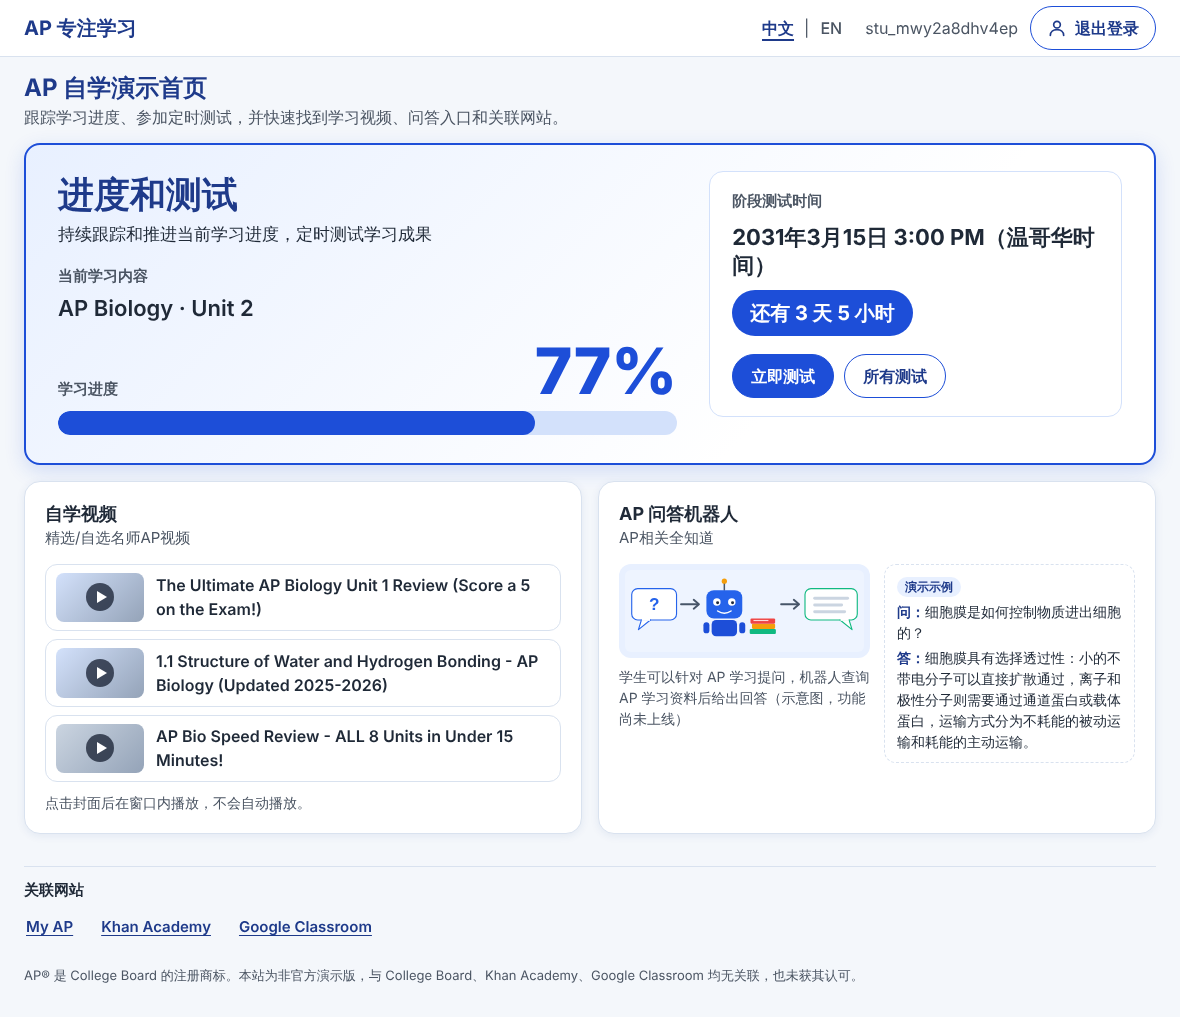 AP 专注学习
中文 | EN stu_mwy2a8dhv4ep 退出登录
AP 自学演示首页
跟踪学习进度、参加定时测试，并快速找到学习视频、问答入口和关联网站。
进度和测试
持续跟踪和推进当前学习进度，定时测试学习成果
当前学习内容
AP Biology · Unit 2
学习进度
77%
阶段测试时间
2031年3月15日 3:00 PM（温哥华时
间）
还有 3 天 5 小时
立即测试 所有测试
自学视频
精选/自选名师AP视频
The Ultimate AP Biology Unit 1 Review (Score a 5
on the Exam!)
1.1 Structure of Water and Hydrogen Bonding - AP
Biology (Updated 2025-2026)
AP Bio Speed Review - ALL 8 Units in Under 15
Minutes!
点击封面后在窗口内播放，不会自动播放。
AP 问答机器人
AP相关全知道
?
学生可以针对 AP 学习提问，机器人查询
AP 学习资料后给出回答（示意图，功能
尚未上线）
演示示例
问：细胞膜是如何控制物质进出细胞
的？
答：细胞膜具有选择透过性：小的不
带电分子可以直接扩散通过，离子和
极性分子则需要通过通道蛋白或载体
蛋白，运输方式分为不耗能的被动运
输和耗能的主动运输。
关联网站
My AP Khan Academy Google Classroom
AP® 是 College Board 的注册商标。本站为非官方演示版，与 College Board、Khan Academy、Google Classroom 均无关联，也未获其认可。